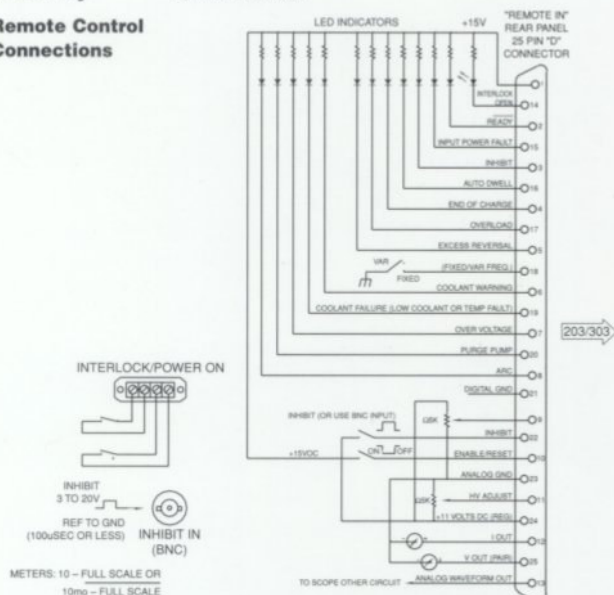 Remote Control
Connections
LED INDICATORS
+15V
"REMOTE IN"
REAR PANEL
25 PIN "D"
CONNECTOR
1
INTERLOCK
OPEN
14
READY
2
INPUT POWER FAULT
15
INHIBIT
3
AUTO DWELL
16
END OF CHARGE
4
OVERLOAD
17
EXCESS REVERSAL
5
VAR
FIXED
(FIXED/VAR FREQ.)
18
COOLANT WARNING
6
COOLANT FAILURE (LOW COOLANT OR TEMP FAULT)
19
OVER VOLTAGE
7
203/303
PURGE PUMP
20
ARC
8
DIGITAL GND
21
INTERLOCK/POWER ON
9
INHIBIT (OR USE BNC INPUT)
INHIBIT
22
+15VDC
ON
OFF
ENABLE/RESET
10
ANALOG GND
23
HV ADJUST
11
+11 VOLTS DC (REG)
24
I OUT
12
V OUT (PAIR)
25
TO SCOPE OTHER CIRCUIT
ANALOG WAVEFORM OUT
13
INHIBIT
3 TO 20V
REF TO GND
(100uSEC OR LESS)
INHIBIT IN
(BNC)
METERS: 10 – FULL SCALE OR
10mo – FULL SCALE